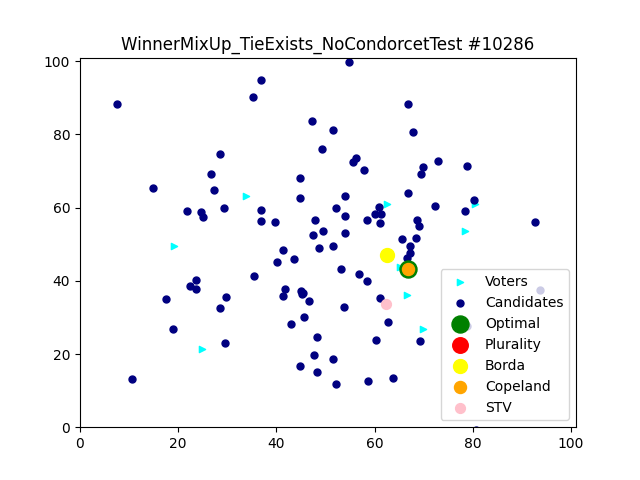 WinnerMixUp_TieExists_NoCondorcetTest #10286
100
80
60
40
20
0
0 20 40 60 80 100
Voters
Candidates
Optimal
Plurality
Borda
Copeland
STV